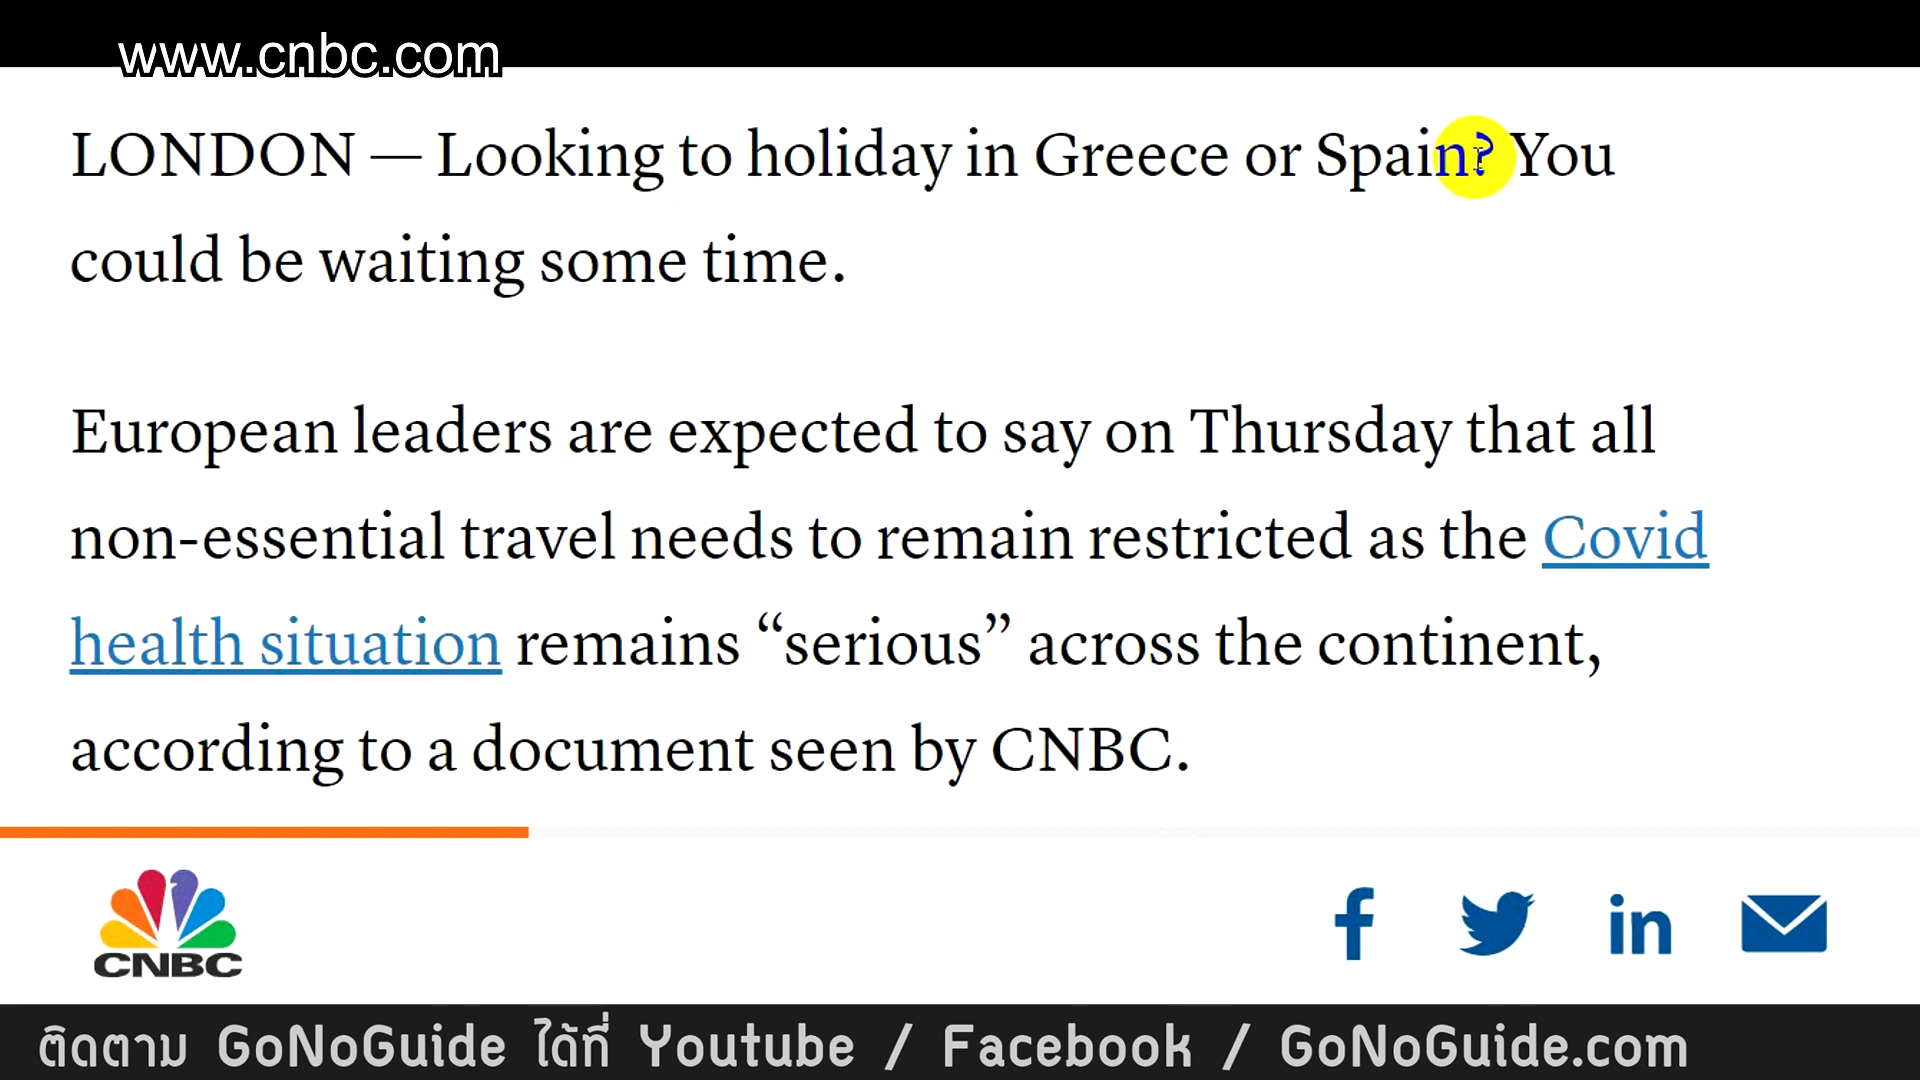 www.cnbc.com
LONDON — Looking to holiday in Greece or Spain? You
could be waiting some time.
European leaders are expected to say on Thursday that all
non-essential travel needs to remain restricted as the Covid
health situation remains “serious” across the continent,
according to a document seen by CNBC.
CNBC
ติดตาม GoNoGuide ได้ที่ Youtube / Facebook / GoNoGuide.com